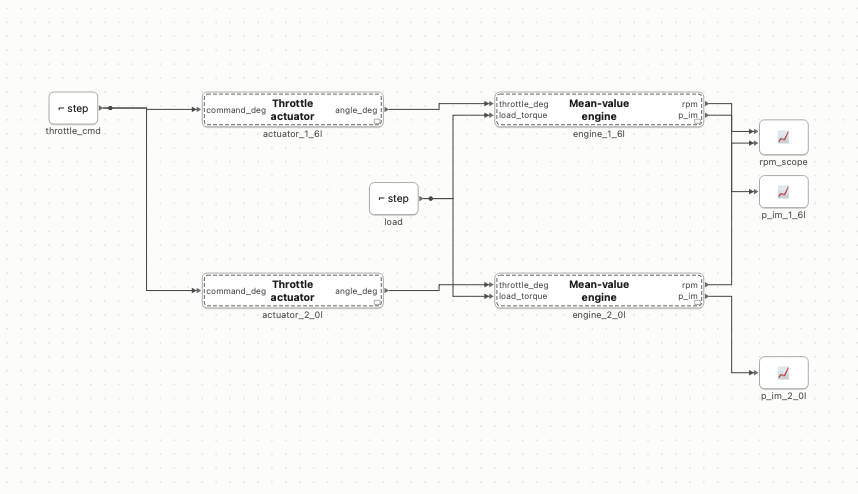 ⌐ step
throttle_cmd
command_deg
Throttle
actuator
angle_deg
actuator_1_6l
throttle_deg
load_torque
Mean-value
engine
rpm
p_im
engine_1_6l
rpm_scope
⌐ step
load
p_im_1_6l
command_deg
Throttle
actuator
angle_deg
actuator_2_0l
throttle_deg
load_torque
Mean-value
engine
rpm
p_im
engine_2_0l
p_im_2_0l